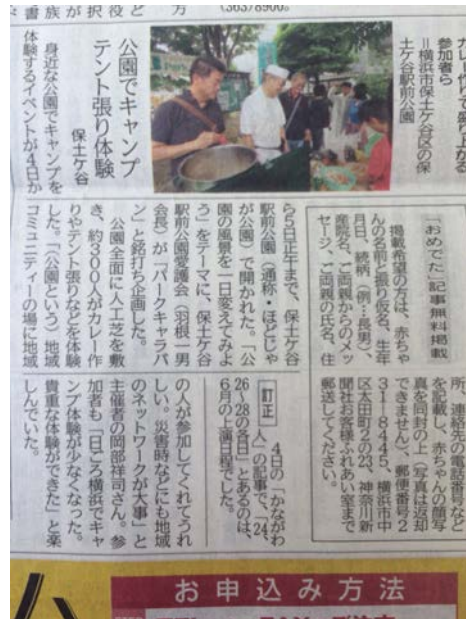 (363)8900。
カレー作りで盛り上がる
参加者ら
＝横浜市保土ケ谷区の保
土ケ谷駅前公園
公園でキャンプ
テント張り体験
保土ケ谷
身近な公園でキャンプを
体験するイベントが4日か
ら5日正午まで、保土ケ谷
駅前公園（通称・ほどじゃ
が公園）で開かれた。「公
園の風景を一日変えてみよ
う」をテーマに、保土ケ谷
駅前公園愛護会（羽根一男
会長）が「パークキャラバ
ン」と銘打ち企画した。
公園全面に人工芝を敷
き、約300人がカレー作
りやテント張りなどを体験
した。「（公園という）地域
コミュニティーの場に地域
の人が参加してくれてうれ
しい。災害時などにも地域
のネットワークが大事」と
主催者の岡部祥司さん。参
加者も「日ごろ横浜でキャ
ンプ体験が少なくなった。
貴重な体験ができた」と楽
しんでいた。
「おめでた」記事無料掲載
掲載希望の方は、赤ちゃ
んの名前と振り仮名、生年
月日、続柄（例…長男）、
産院名、ご両親からのメッ
セージ、ご両親の氏名、住
所、連絡先の電話番号など
を記載し、赤ちゃんの顔写
真を同封の上（写真は返却
できません）、郵便番号2
31―8445、横浜市中
区太田町2の23、神奈川新
聞社お客様ふれあい室まで
郵送してください。
訂正
4日の「かながわ
人」の記事で、「24、
26～28の各日」とあるのは、
6月の上演日程でした。
お申込み方法